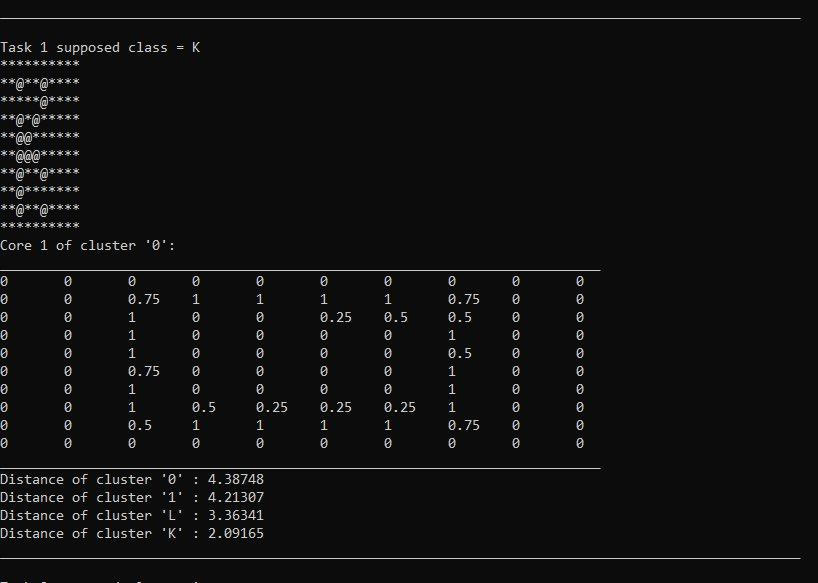 Task 1 supposed class = K
**********
**@**@****
*****@****
**@*@*****
**@@******
**@@@*****
**@**@****
**@*******
**@**@****
**********
Core 1 of cluster '0':
0 0 0 0 0 0 0 0 0 0
0 0 0.75 1 1 1 1 0.75 0 0
0 0 1 0 0 0.25 0.5 0.5 0 0
0 0 1 0 0 0 0 1 0 0
0 0 1 0 0 0 0 0.5 0 0
0 0 0.75 0 0 0 0 1 0 0
0 0 1 0 0 0 0 1 0 0
0 0 1 0.5 0.25 0.25 0.25 1 0 0
0 0 0.5 1 1 1 1 0.75 0 0
0 0 0 0 0 0 0 0 0 0
Distance of cluster '0' : 4.38748
Distance of cluster '1' : 4.21307
Distance of cluster 'L' : 3.36341
Distance of cluster 'K' : 2.09165